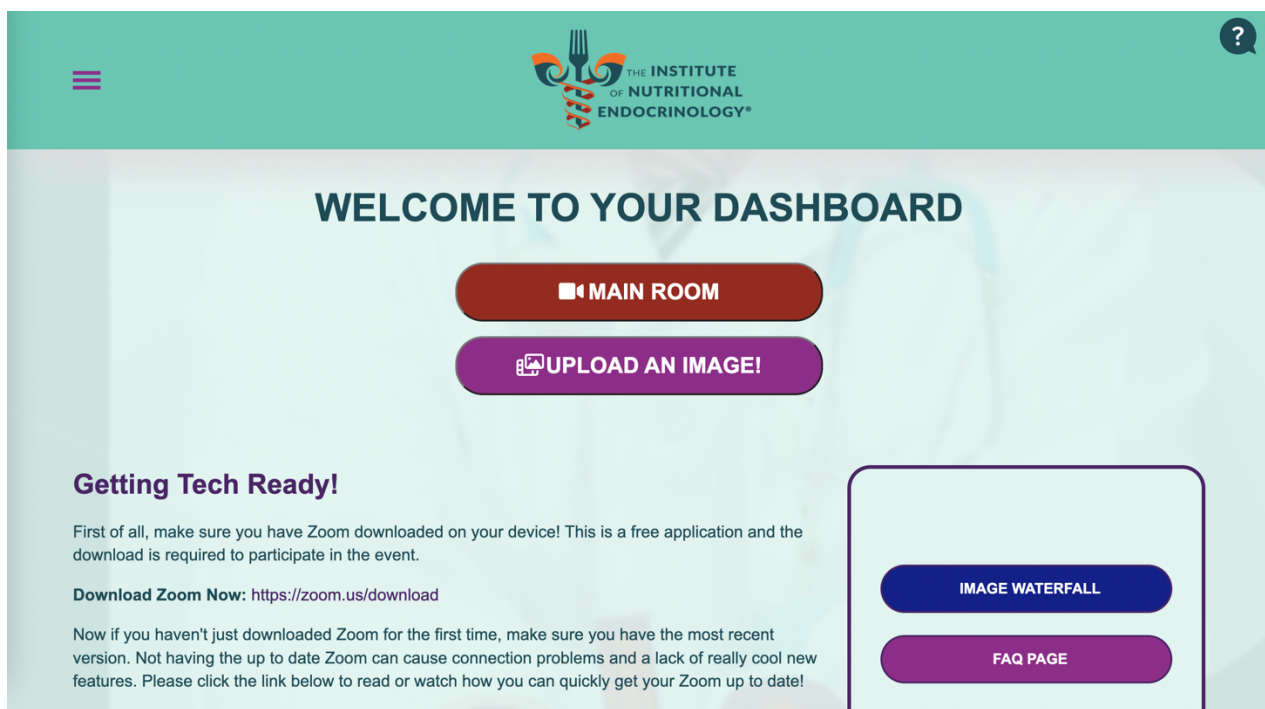 ?
THE INSTITUTE
OF NUTRITIONAL
ENDOCRINOLOGY®
WELCOME TO YOUR DASHBOARD
MAIN ROOM
UPLOAD AN IMAGE!
Getting Tech Ready!
First of all, make sure you have Zoom downloaded on your device! This is a free application and the
download is required to participate in the event.
Download Zoom Now: https://zoom.us/download
Now if you haven't just downloaded Zoom for the first time, make sure you have the most recent
version. Not having the up to date Zoom can cause connection problems and a lack of really cool new
features. Please click the link below to read or watch how you can quickly get your Zoom up to date!
IMAGE WATERFALL
FAQ PAGE